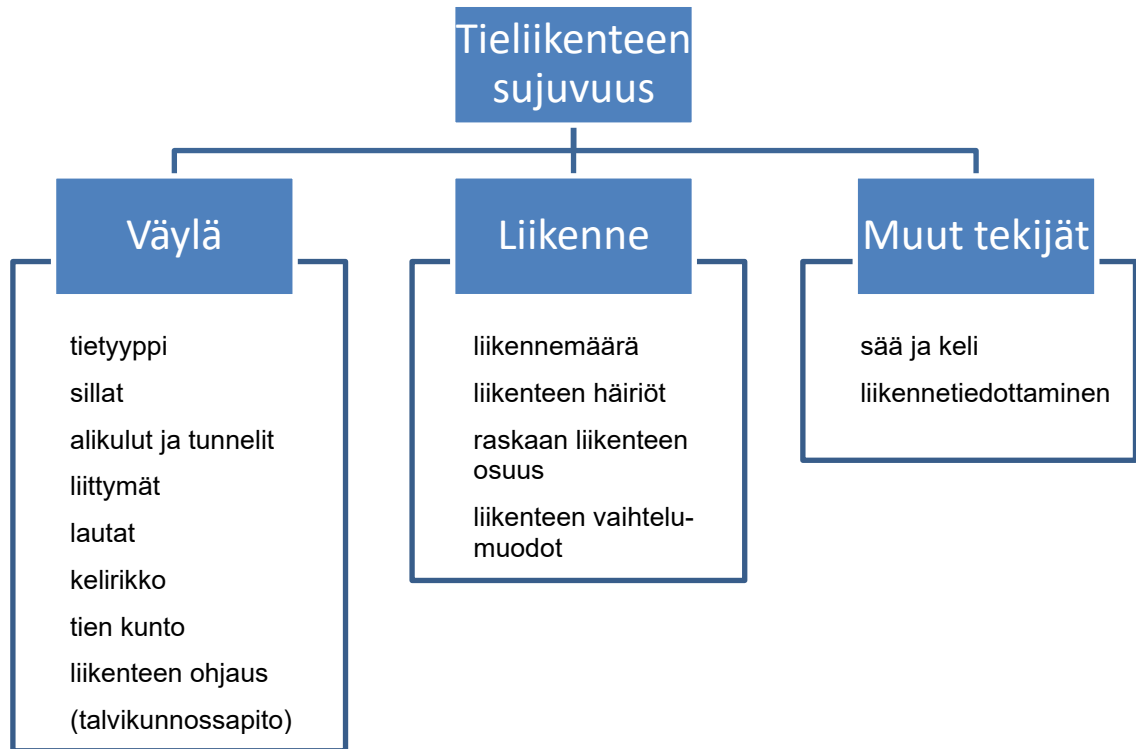 Tieliikenteen
sujuvuus
Väylä
tietyyppi
sillat
alikulut ja tunnelit
liittymät
lautat
kelirikko
tien kunto
liikenteen ohjaus
(talvikunnossapito)
Liikenne
liikennemäärä
liikenteen häiriöt
raskaan liikenteen
osuus
liikenteen vaihtelu-
muodot
Muut tekijät
sää ja keli
liikennetiedottaminen